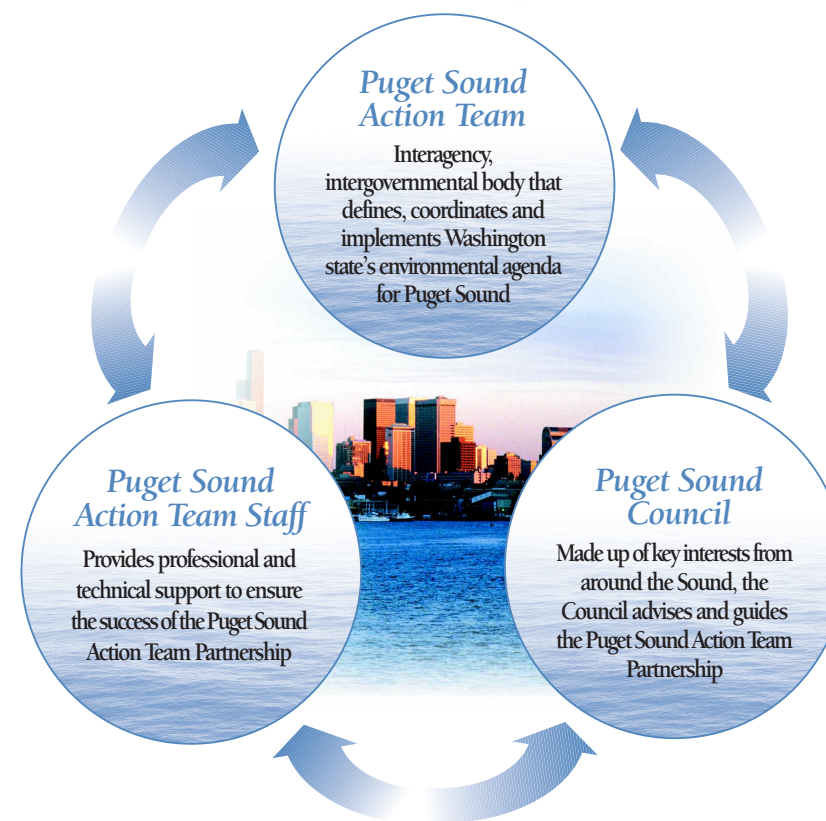 Puget Sound
Action Team
Interagency,
intergovernmental body that
defines, coordinates and
implements Washington
state's environmental agenda
for Puget Sound
Puget Sound
Action Team Staff
Provides professional and
technical support to ensure
the success of the Puget Sound
Action Team Partnership
Puget Sound
Council
Made up of key interests from
around the Sound, the
Council advises and guides
the Puget Sound Action Team
Partnership